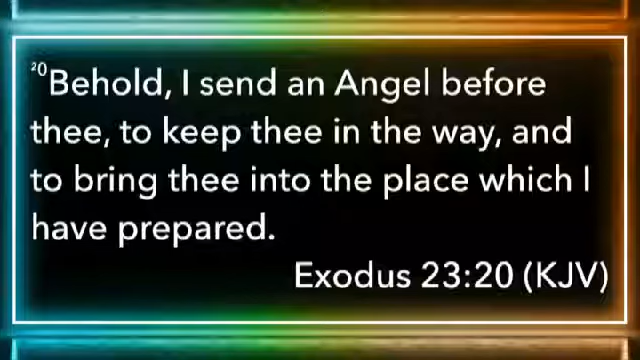 ²⁰Behold, I send an Angel before
thee, to keep thee in the way, and
to bring thee into the place which I
have prepared.
Exodus 23:20 (KJV)